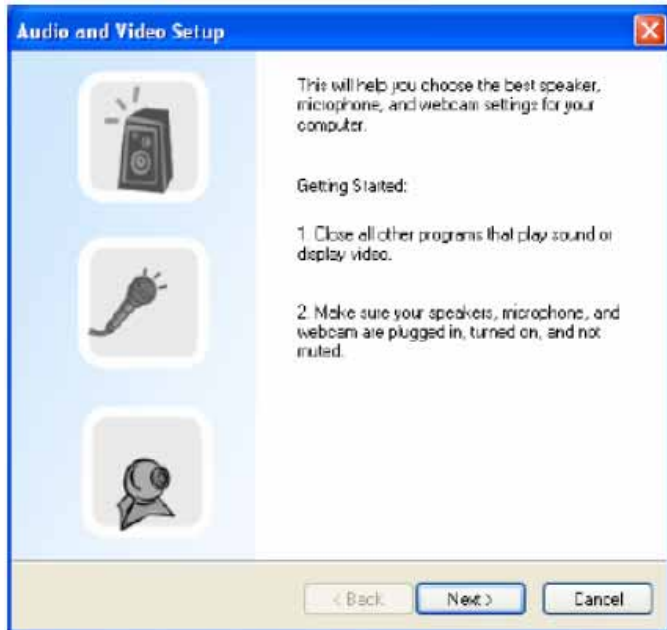 Audio and Video Setup
This will help you choose the best speaker,
microphone, and webcam settings for your
computer.
Getting Started:
1. Close all other programs that play sound or
display video.
2. Make sure your speakers, microphone, and
webcam are plugged in, turned on, and not
muted.
< Back
Next >
Cancel